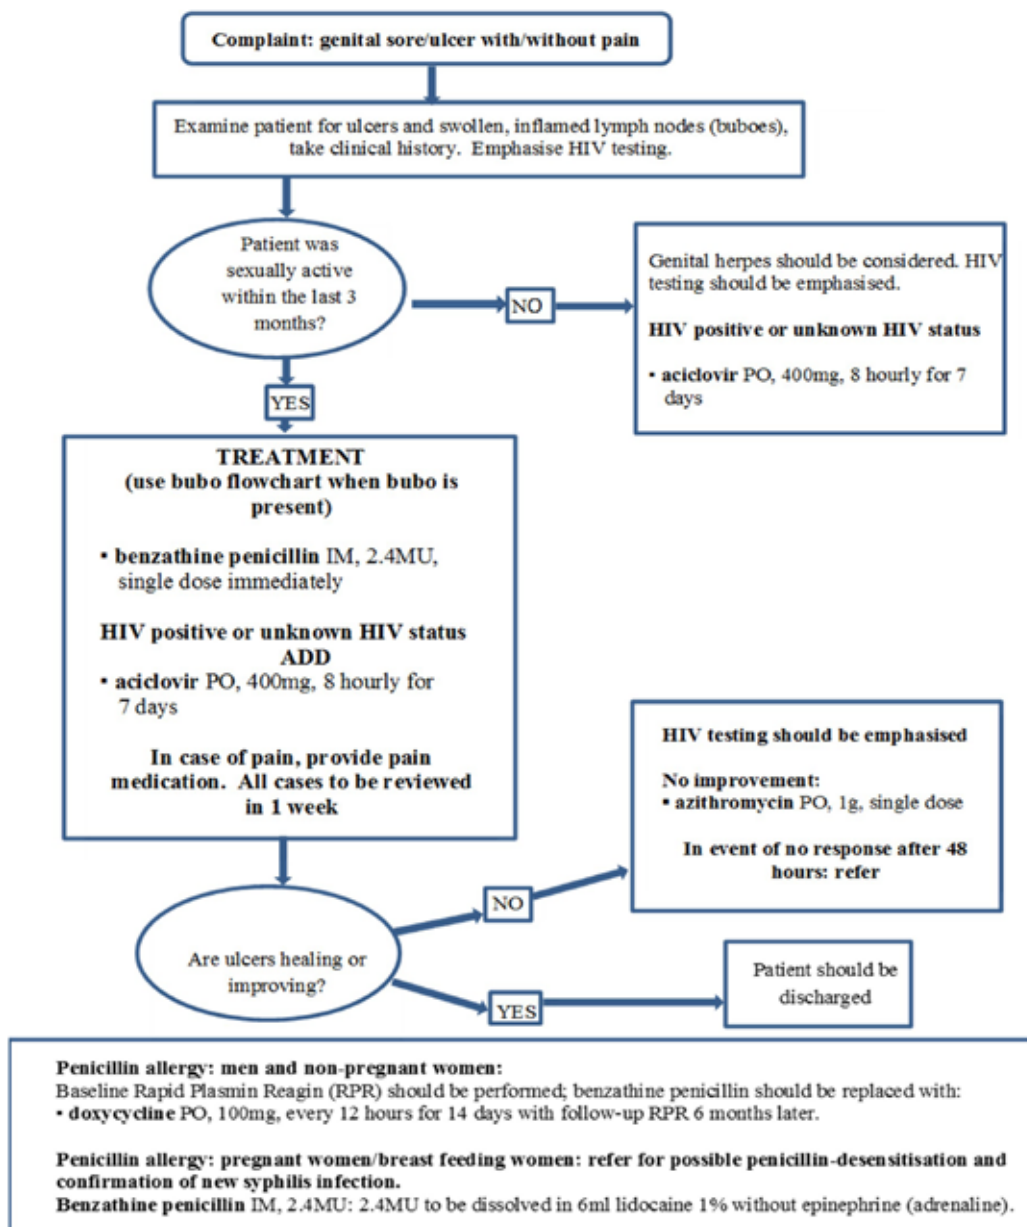 Complaint: genital sore/ulcer with/without pain
Examine patient for ulcers and swollen, inflamed lymph nodes (buboes),
take clinical history. Emphasise HIV testing.
Patient was
sexually active
within the last 3
months?
NO
Genital herpes should be considered. HIV
testing should be emphasised.
HIV positive or unknown HIV status
• aciclovir PO, 400mg, 8 hourly for 7
days
YES
TREATMENT
(use bubo flowchart when bubo is
present)
• benzathine penicillin IM, 2.4MU,
single dose immediately
HIV positive or unknown HIV status
ADD
• aciclovir PO, 400mg, 8 hourly for
7 days
In case of pain, provide pain
medication. All cases to be reviewed
in 1 week
HIV testing should be emphasised
No improvement:
▪ azithromycin PO, 1g, single dose
In event of no response after 48
hours: refer
NO
Are ulcers healing or
improving?
YES
Patient should be
discharged
Penicillin allergy: men and non-pregnant women:
Baseline Rapid Plasmin Reagin (RPR) should be performed; benzathine penicillin should be replaced with:
• doxycycline PO, 100mg, every 12 hours for 14 days with follow-up RPR 6 months later.
Penicillin allergy: pregnant women/breast feeding women: refer for possible penicillin-desensitisation and
confirmation of new syphilis infection.
Benzathine penicillin IM, 2.4MU: 2.4MU to be dissolved in 6ml lidocaine 1% without epinephrine (adrenaline).